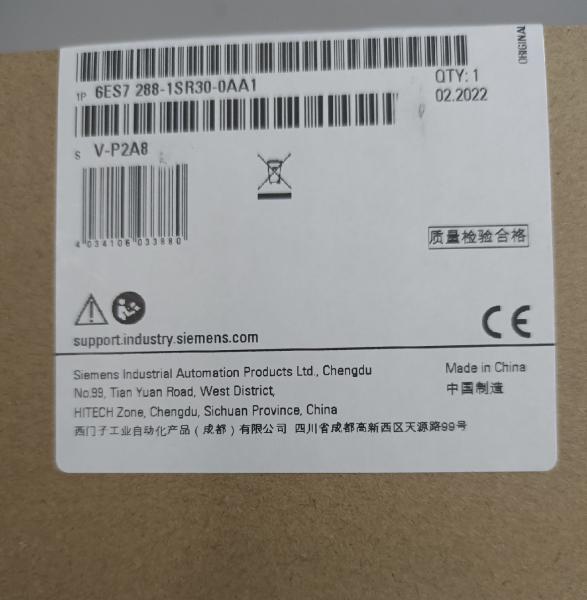 1P 6ES7 288-1SR30-0AA1
QTY: 1
02.2022
S V-P2A8
4 034106 033880
质量检验合格
support.industry.siemens.com
CE
Siemens Industrial Automation Products Ltd., Chengdu
No.99, Tian Yuan Road, West District,
HITECH Zone, Chengdu, Sichuan Province, China
西门子工业自动化产品（成都）有限公司 四川省成都高新西区天源路99号
Made in China
中国制造